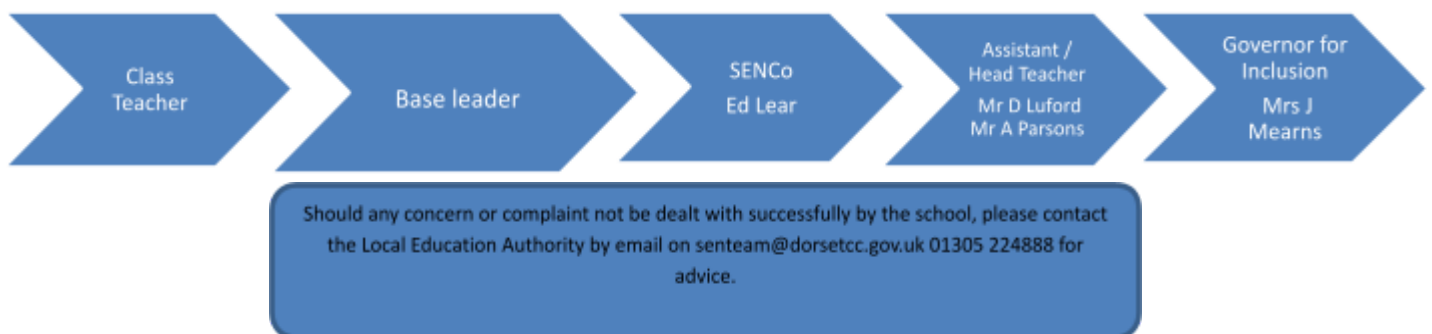 Class
Teacher
Base leader
SENCo
Ed Lear
Assistant /
Head Teacher
Mr D Luford
Mr A Parsons
Governor for
Inclusion
Mrs J
Mearns
Should any concern or complaint not be dealt with successfully by the school, please contact
the Local Education Authority by email on senteam@dorsetcc.gov.uk 01305 224888 for
advice.